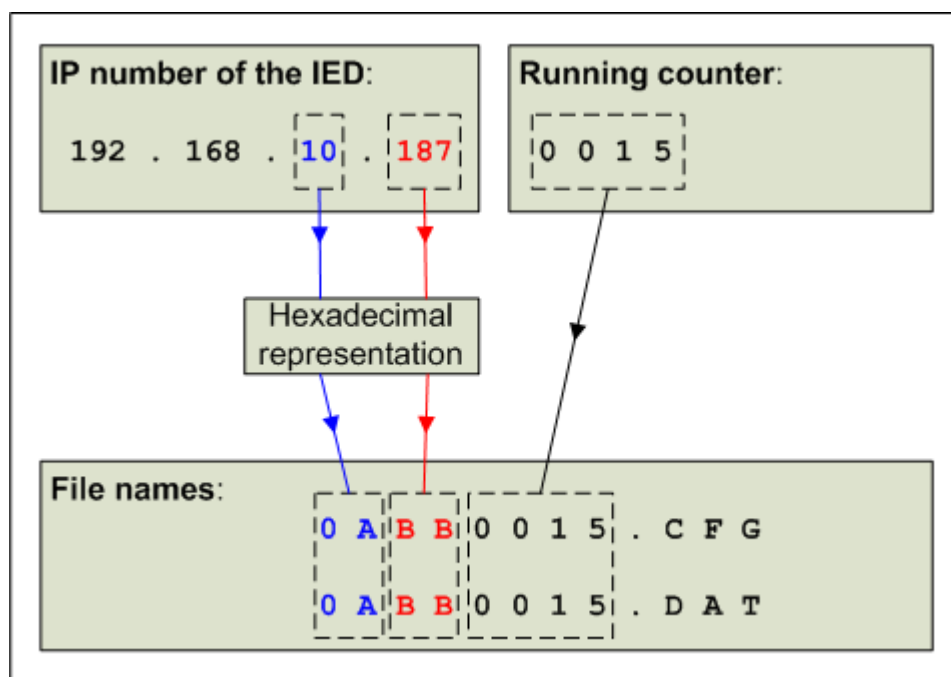 IP number of the IED:
192 . 168 . 10 . 187
Running counter:
0 0 1 5
Hexadecimal
representation
File names:
0 A B B 0 0 1 5 . C F G
0 A B B 0 0 1 5 . D A T